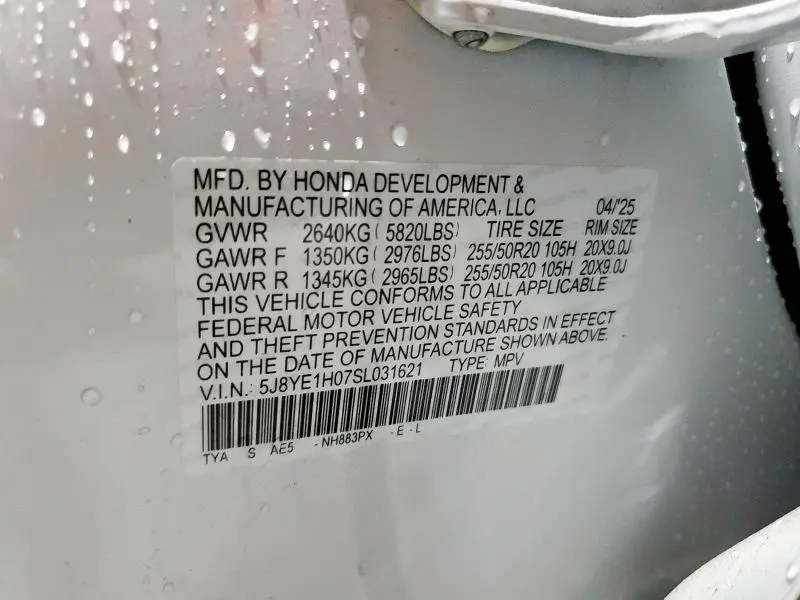 MFD. BY HONDA DEVELOPMENT &
MANUFACTURING OF AMERICA, LLC 04/'25
GVWR 2640KG ( 5820LBS) TIRE SIZE RIM SIZE
GAWR F 1350KG ( 2976LBS) 255/50R20 105H 20X9.0J
GAWR R 1345KG ( 2965LBS) 255/50R20 105H 20X9.0J
THIS VEHICLE CONFORMS TO ALL APPLICABLE
FEDERAL MOTOR VEHICLE SAFETY
AND THEFT PREVENTION STANDARDS IN EFFECT
ON THE DATE OF MANUFACTURE SHOWN ABOVE.
V.I.N.: 5J8YE1H07SL031621 TYPE: MPV
TYA S AE5 -NH883PX -E-L